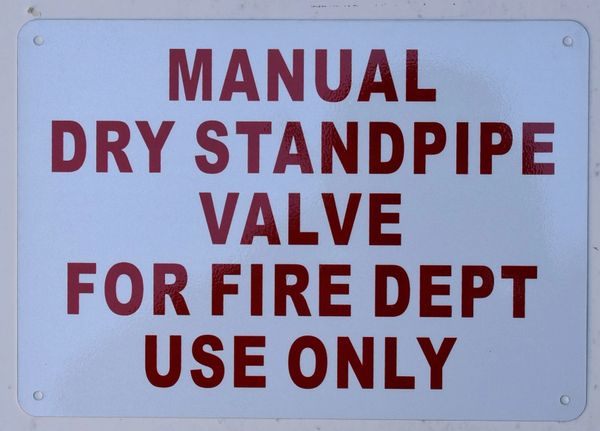 MANUAL
DRY STANDPIPE
VALVE
FOR FIRE DEPT
USE ONLY